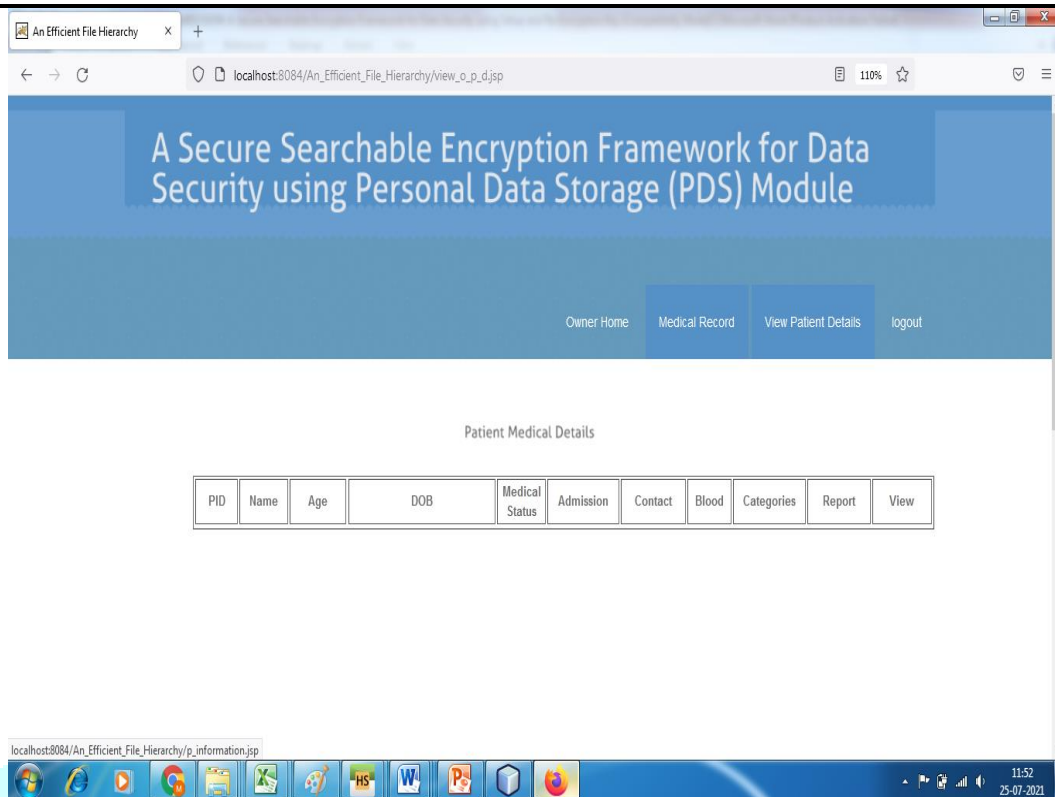 An Efficient File Hierarchy
localhost:8084/An_Efficient_File_Hierarchy/view_o_p_d.jsp
110%
A Secure Searchable Encryption Framework for Data
Security using Personal Data Storage (PDS) Module
Owner Home Medical Record View Patient Details logout
Patient Medical Details
PID Name Age DOB Medical Status Admission Contact Blood Categories Report View
localhost:8084/An_Efficient_File_Hierarchy/p_information.jsp
HS
11:52
25-07-2021